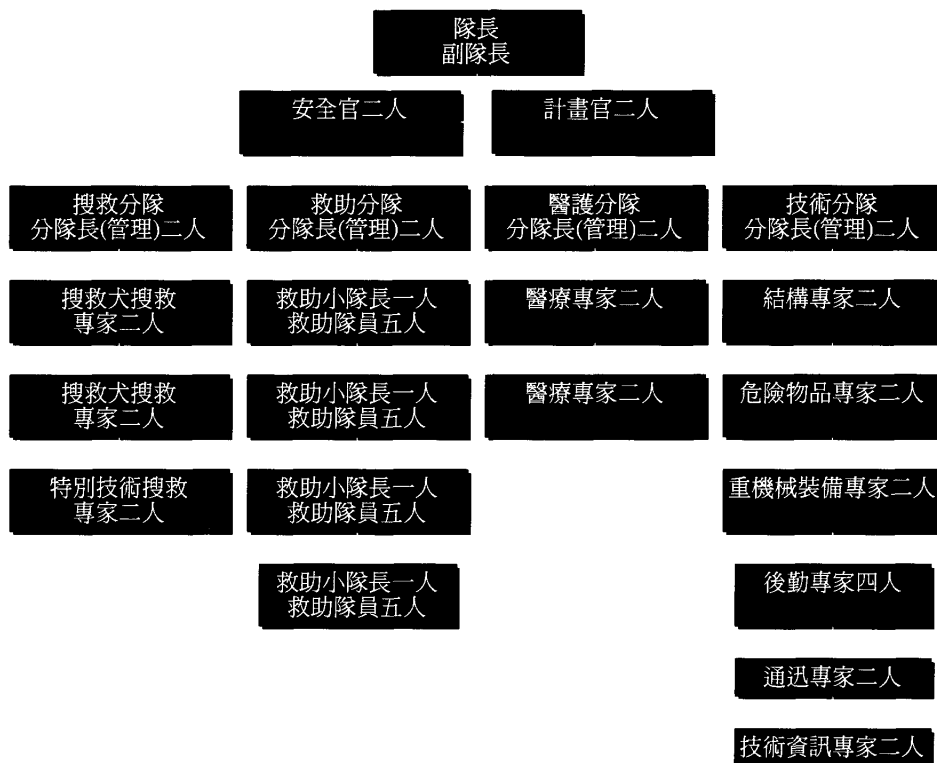 隊長
副隊長
安全官二人
計畫官二人
搜救分隊
分隊長(管理)二人
救助分隊
分隊長(管理)二人
醫護分隊
分隊長(管理)二人
技術分隊
分隊長(管理)二人
搜救犬搜救
專家二人
救助小隊長一人
救助隊員五人
醫療專家二人
結構專家二人
搜救犬搜救
專家二人
救助小隊長一人
救助隊員五人
醫療專家二人
危險物品專家二人
特別技術搜救
專家二人
救助小隊長一人
救助隊員五人
重機械裝備專家二人
救助小隊長一人
救助隊員五人
後勤專家四人
通迅專家二人
技術資訊專家二人